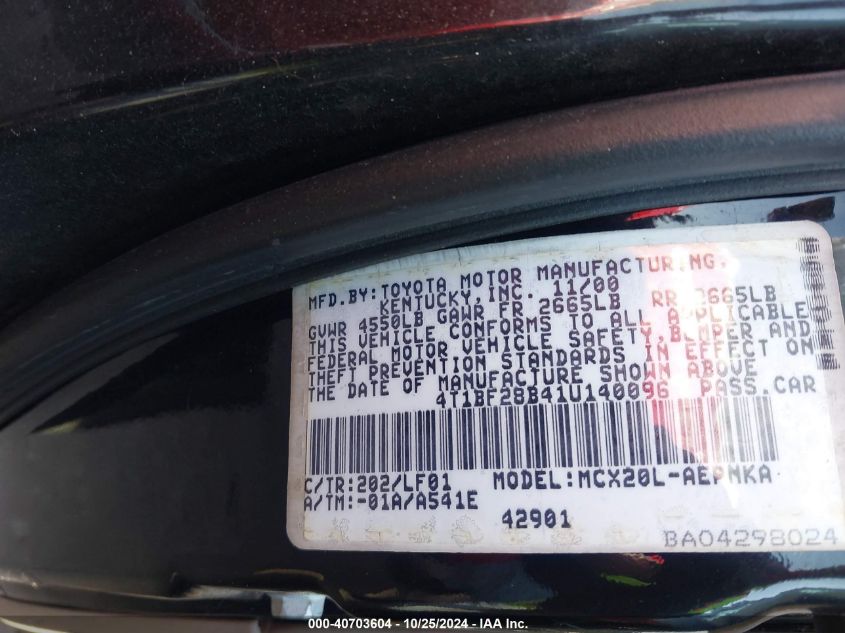 MFD.BY:TOYOTA MOTOR MANUFACTURING,
KENTUCKY,INC. 11/00
GVWR 4550LB GAWR FR 2665LB RR 2665LB
THIS VEHICLE CONFORMS TO ALL APPLICABLE
FEDERAL MOTOR VEHICLE SAFETY,BUMPER AND
THEFT PREVENTION STANDARDS IN EFFECT ON
THE DATE OF MANUFACTURE SHOWN ABOVE
4T1BF28B41U140096 PASS.CAR
C/TR:202/LF01 MODEL:MCX20L-AEPNKA
A/TM:-01A/A541E
42901
BA04298024
000-40703604 - 10/25/2024 - IAA Inc.